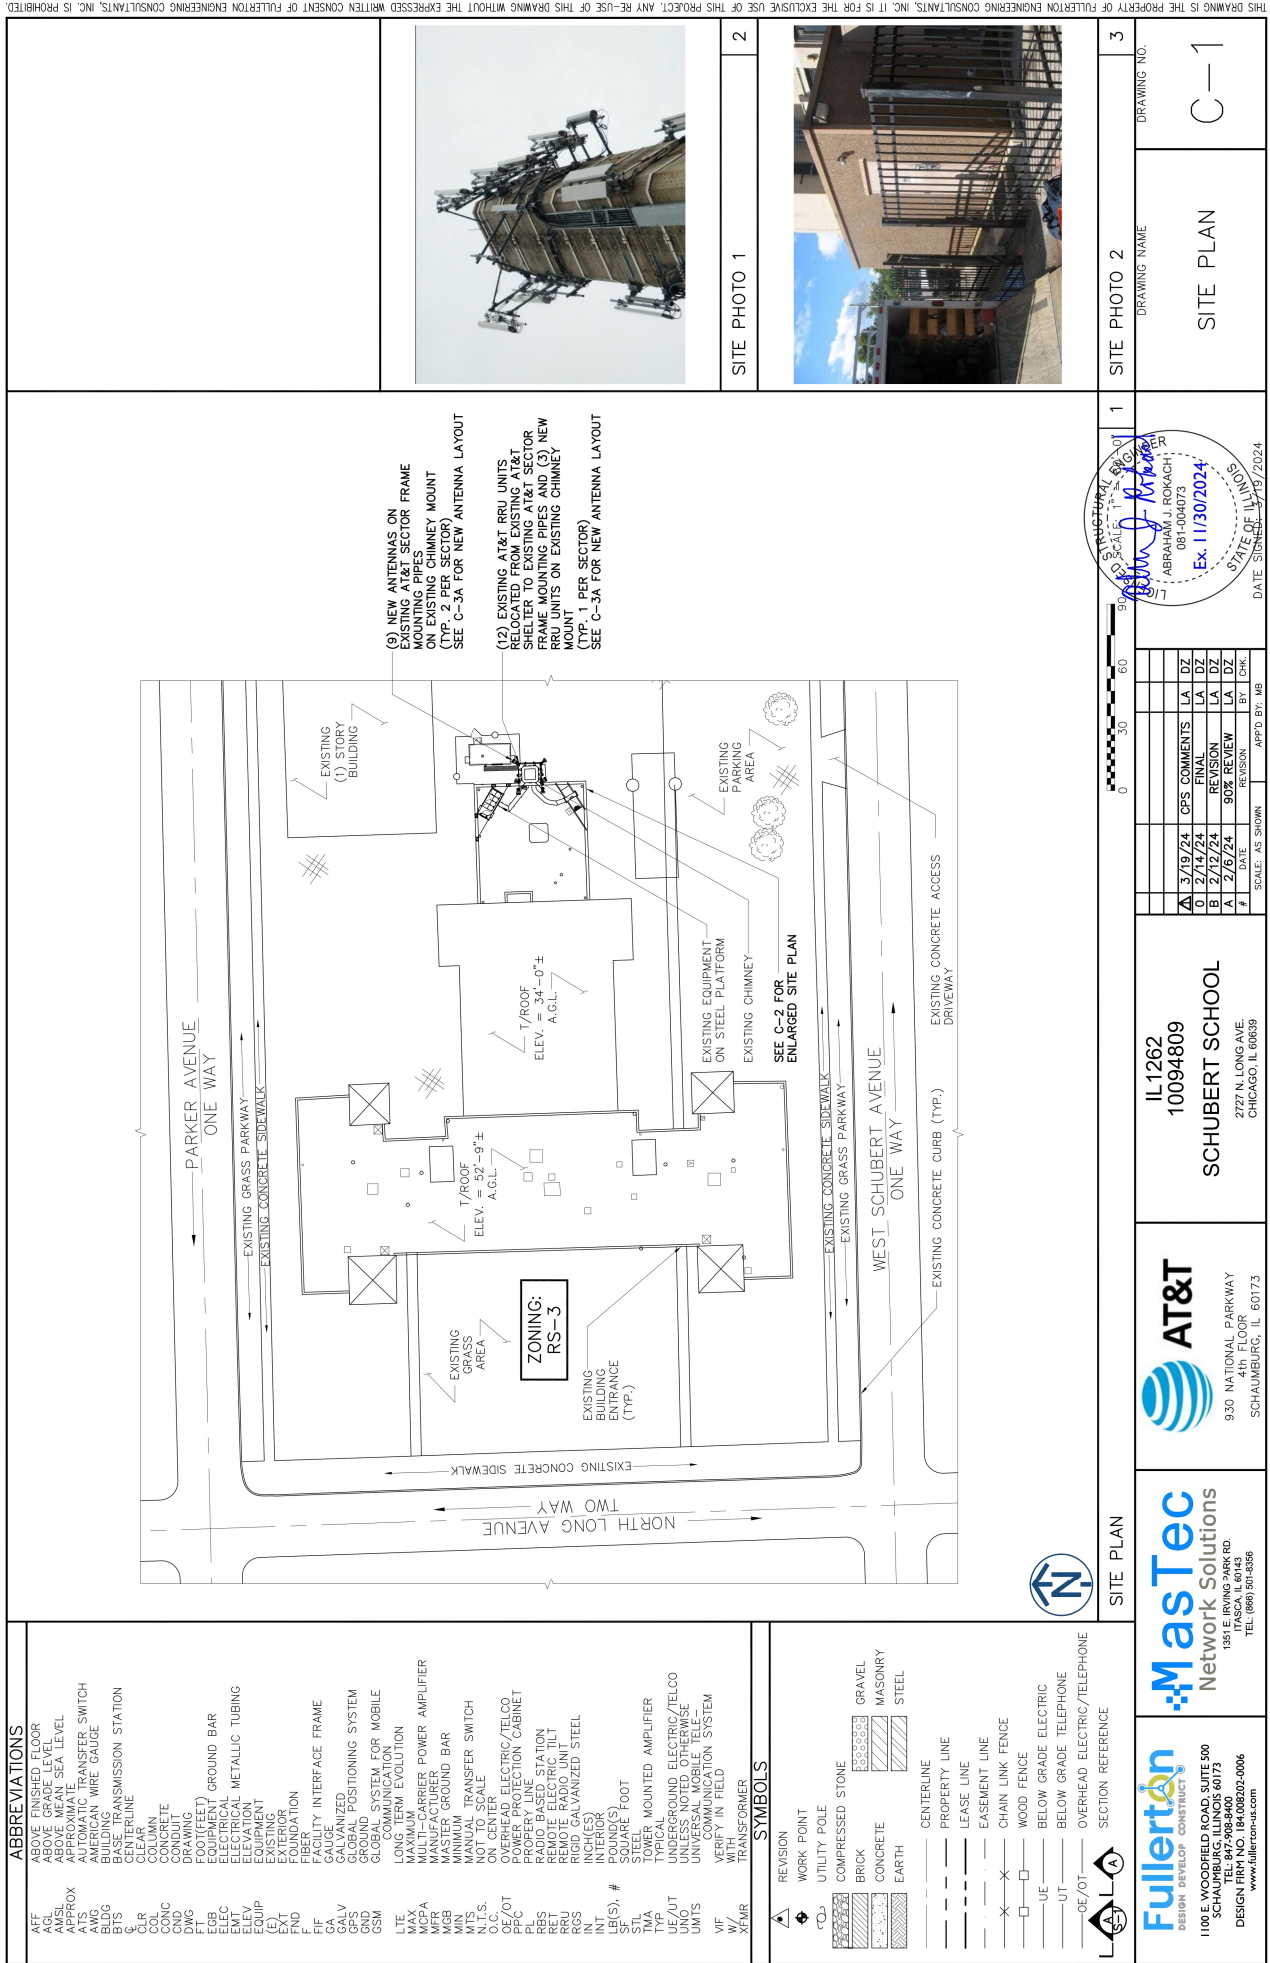 THIS DRAWING IS THE PROPERTY OF FULLERTON ENGINEERING CONSULTANTS, INC. IT IS FOR THE EXCLUSIVE USE OF THIS PROJECT. ANY RE-USE OF THIS DRAWING WITHOUT THE EXPRESSED WRITTEN CONSENT OF FULLERTON ENGINEERING CONSULTANTS, INC. IS PROHIBITED.
ABBREVIATIONS
AFF ABOVE FINISHED FLOOR
AGL ABOVE GRADE LEVEL
AMSL ABOVE MEAN SEA LEVEL
APPROX APPROXIMATE
ATS AUTOMATIC TRANSFER SWITCH
AWG AMERICAN WIRE GAUGE
BLDG BUILDING
BTS BASE TRANSMISSION STATION
℄ CENTERLINE
CLR CLEAR
COL COLUMN
CONC CONCRETE
CND CONDUIT
DWG DRAWING
FT FOOT(FEET)
EGB EQUIPMENT GROUND BAR
ELEC ELECTRICAL
EMT ELECTRICAL METALLIC TUBING
ELEV ELEVATION
EQUIP EQUIPMENT
(E) EXISTING
EXT EXTERIOR
FND FOUNDATION
F FIBER
FIF FACILITY INTERFACE FRAME
GA GAUGE
GALV GALVANIZED
GPS GLOBAL POSITIONING SYSTEM
GND GROUND
GSM GLOBAL SYSTEM FOR MOBILE
COMMUNICATION
LTE LONG TERM EVOLUTION
MAX MAXIMUM
MCPA MULTI-CARRIER POWER AMPLIFIER
MFR MANUFACTURER
MGB MASTER GROUND BAR
MIN MINIMUM
MTS MANUAL TRANSFER SWITCH
N.T.S. NOT TO SCALE
O.C. ON CENTER
OE/OT OVERHEAD ELECTRIC/TELCO
PPC POWER PROTECTION CABINET
PL PROPERY LINE
RBS RADIO BASED STATION
RET REMOTE ELECTRIC TILT
RRU REMOTE RADIO UNIT
RGS RIGID GALVANIZED STEEL
IN INCH(ES)
INT INTERIOR
LB(S), # POUND(S)
SF SQUARE FOOT
STL STEEL
TMA TOWER MOUNTED AMPLIFIER
TYP TYPICAL
UE/UT UNDERGROUND ELECTRIC/TELCO
UNO UNLESS NOTED OTHERWISE
UMTS UNIVERSAL MOBILE TELE-
COMMUNICATION SYSTEM
VIF VERIFY IN FIELD
W/ WITH
XFMR TRANSFORMER
SYMBOLS
REVISION
WORK POINT
UTILITY POLE
COMPRESSED STONE
BRICK GRAVEL
CONCRETE MASONRY
EARTH STEEL
CENTERLINE
PROPERTY LINE
LEASE LINE
EASEMENT LINE
CHAIN LINK FENCE
WOOD FENCE
UE BELOW GRADE ELECTRIC
UT BELOW GRADE TELEPHONE
OE/OT OVERHEAD ELECTRIC/TELEPHONE
SECTION REFERENCE
PARKER AVENUE
ONE WAY
EXISTING GRASS PARKWAY
EXISTING CONCRETE SIDEWALK
EXISTING
(1) STORY
BUILDING
T/ROOF
ELEV. = 52'-9"±
A.G.L.
T/ROOF
ELEV. = 34'-0"±
A.G.L.
EXISTING
GRASS
AREA
ZONING:
RS-3
EXISTING
BUILDING
ENTRANCE
(TYP.)
EXISTING CONCRETE SIDEWALK
NORTH LONG AVENUE
TWO WAY
EXISTING EQUIPMENT
ON STEEL PLATFORM
EXISTING CHIMNEY
SEE C-2 FOR
ENLARGED SITE PLAN
EXISTING
PARKING
AREA
EXISTING CONCRETE SIDEWALK
EXISTING GRASS PARKWAY
WEST SCHUBERT AVENUE
ONE WAY
EXISTING CONCRETE CURB (TYP.)
EXISTING CONCRETE ACCESS
DRIVEWAY
(9) NEW ANTENNAS ON
EXISTING AT&T SECTOR FRAME
MOUNTING PIPES
ON EXISTING CHIMNEY MOUNT
(TYP. 2 PER SECTOR)
SEE C-3A FOR NEW ANTENNA LAYOUT
(12) EXISTING AT&T RRU UNITS
RELOCATED FROM EXISTING AT&T
SHELTER TO EXISTING AT&T SECTOR
FRAME MOUNTING PIPES AND (3) NEW
RRU UNITS ON EXISTING CHIMNEY
MOUNT
(TYP. 1 PER SECTOR)
SEE C-3A FOR NEW ANTENNA LAYOUT
N
SITE PLAN
0 30 60 90
1
SITE PHOTO 1 2
SITE PHOTO 2 3
Fullerton
DESIGN DEVELOP CONSTRUCT
1100 E. WOODFIELD ROAD, SUITE 500
SCHAUMBURG, ILLINOIS 60173
TEL: 847-908-8400
DESIGN FIRM NO. 184.008202-0006
www.fullerton-us.com
MasTec
Network Solutions
1351 E. IRVING PARK RD.
ITASCA, IL 60143
TEL: (866) 501-8356
AT&T
930 NATIONAL PARKWAY
4th FLOOR
SCHAUMBURG, IL 60173
IL1262
10094809
SCHUBERT SCHOOL
2727 N. LONG AVE.
CHICAGO, IL 60639
3/19/24 CPS COMMENTS LA DZ
0 2/14/24 FINAL LA DZ
B 2/12/24 REVISION LA DZ
A 2/6/24 90% REVIEW LA DZ
# DATE REVISION BY CHK.
SCALE: AS SHOWN APP'D BY: MB
LICENSED STRUCTURAL ENGINEER
ABRAHAM J. ROKACH
081-004073
Ex. 11/30/2024
STATE OF ILLINOIS
DATE SIGNED: 3/19/2024
DRAWING NAME
SITE PLAN
DRAWING NO.
C-1